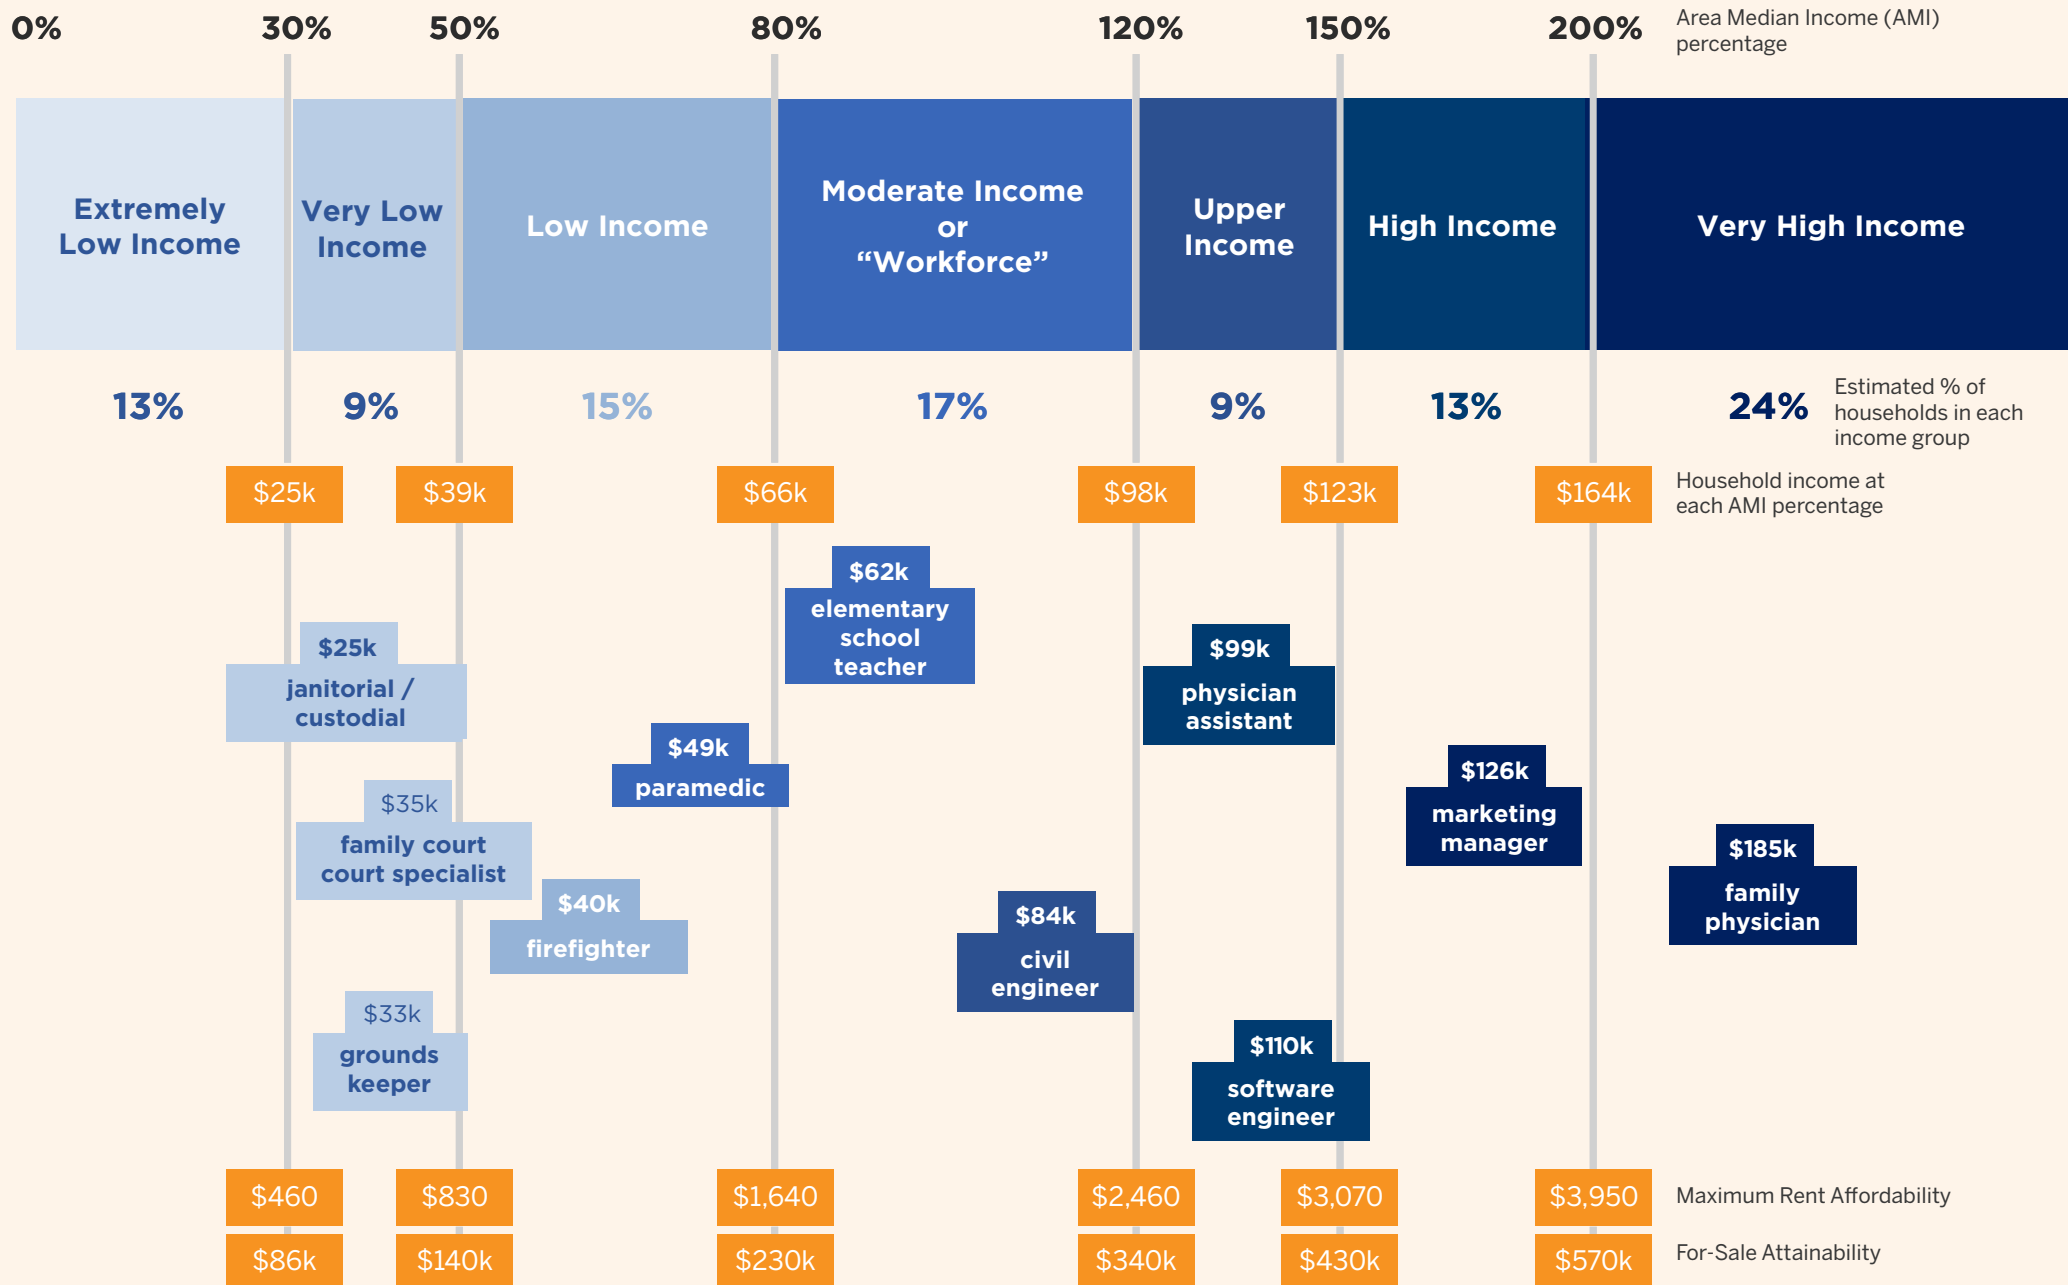 0%
30%
50%
80%
120%
150%
200%
Area Median Income (AMI)
percentage
Extremely
Low Income
Very Low
Income
Low Income
Moderate Income
or
“Workforce”
Upper
Income
High Income
Very High Income
13%
9%
15%
17%
9%
13%
24%
Estimated % of
households in each
income group
$25k
$39k
$66k
$98k
$123k
$164k
Household income at
each AMI percentage
$62k
elementary
school
teacher
$25k
janitorial /
custodial
$99k
physician
assistant
$49k
paramedic
$126k
marketing
manager
$35k
family court
court specialist
$185k
family
physician
$40k
firefighter
$84k
civil
engineer
$33k
grounds
keeper
$110k
software
engineer
$460
$830
$1,640
$2,460
$3,070
$3,950
Maximum Rent Affordability
$86k
$140k
$230k
$340k
$430k
$570k
For-Sale Attainability